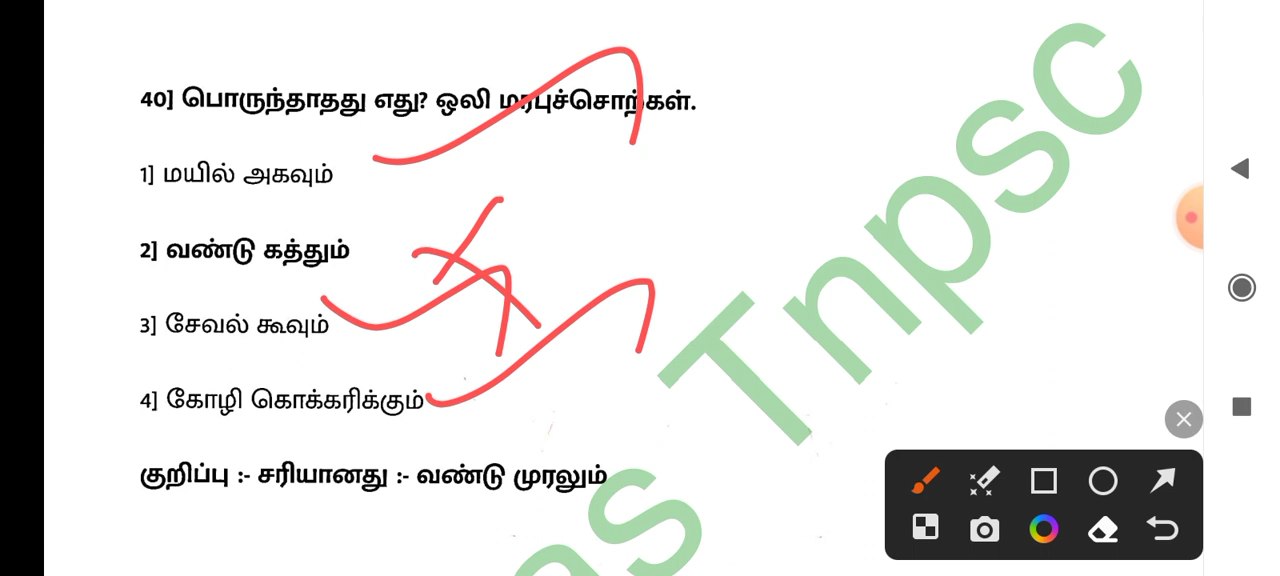 40] பொருந்தாதது எது? ஒலி மரபுச்சொற்கள்.
1] மயில் அகவும்
2] வண்டு கத்தும்
3] சேவல் கூவும்
4] கோழி கொக்கரிக்கும்
குறிப்பு :- சரியானது :- வண்டு முரலும்
as Tnpsc